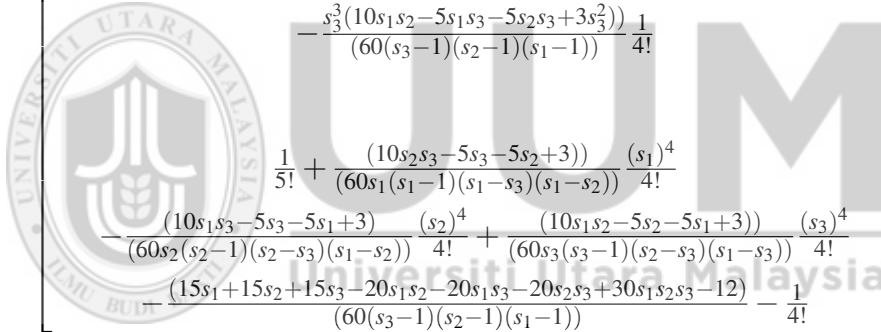 $-\frac{s_3^3(10s_1s_2-5s_1s_3-5s_2s_3+3s_3^2))}{(60(s_3-1)(s_2-1)(s_1-1))}\frac{1}{4!}$
$\frac{1}{5!}+\frac{(10s_2s_3-5s_3-5s_2+3))}{(60s_1(s_1-1)(s_1-s_3)(s_1-s_2))}\frac{(s_1)^4}{4!}$
$-\frac{(10s_1s_3-5s_3-5s_1+3)}{(60s_2(s_2-1)(s_2-s_3)(s_1-s_2))}\frac{(s_2)^4}{4!}+\frac{(10s_1s_2-5s_2-5s_1+3))}{(60s_3(s_3-1)(s_2-s_3)(s_1-s_3))}\frac{(s_3)^4}{4!}$
$-\frac{(15s_1+15s_2+15s_3-20s_1s_2-20s_1s_3-20s_2s_3+30s_1s_2s_3-12)}{(60(s_3-1)(s_2-1)(s_1-1))}-\frac{1}{4!}$
UUM
Universiti Utara Malaysia
UNIVERSITI UTARA MALAYSIA
ILMU BUDI